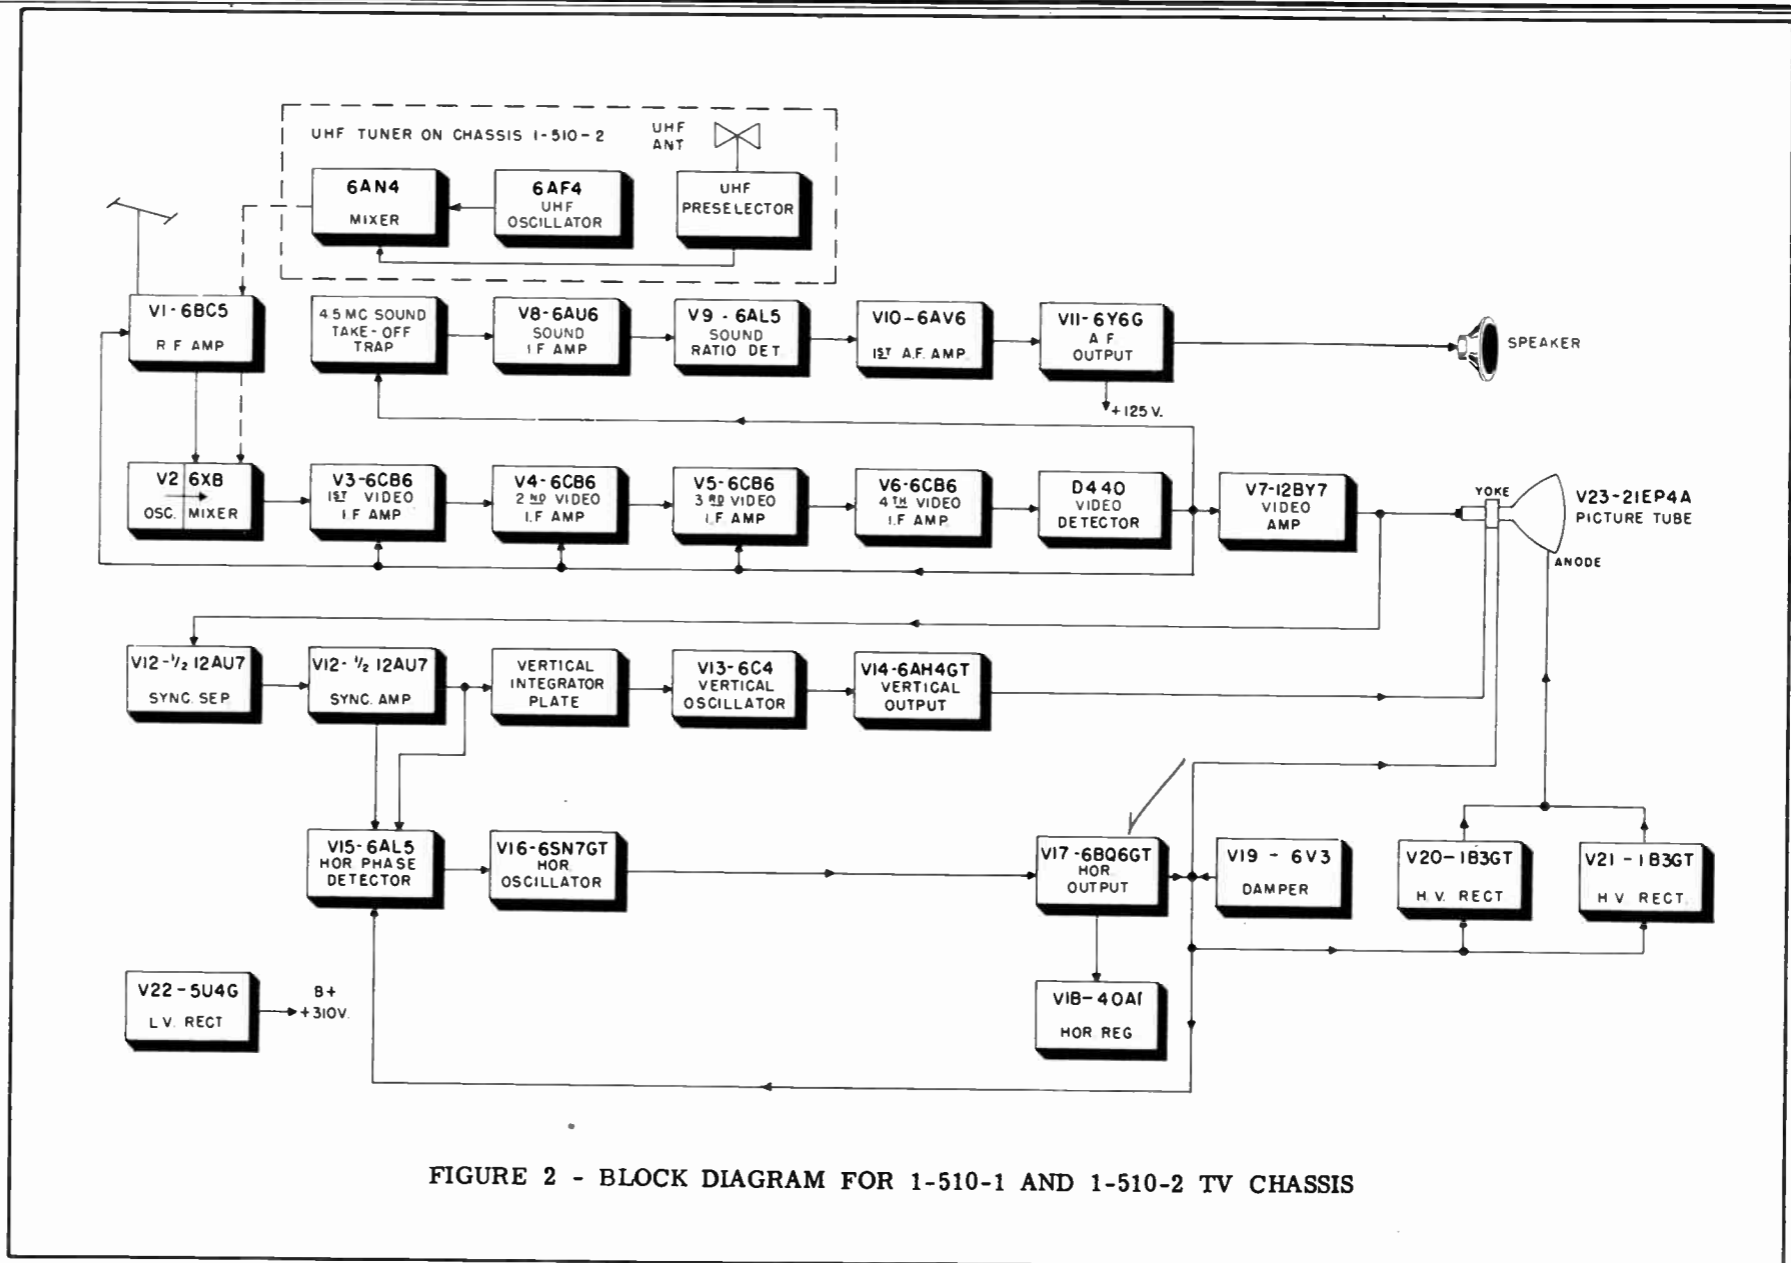 UHF TUNER ON CHASSIS 1-510-2
UHF
ANT
6AN4
MIXER
6AF4
UHF
OSCILLATOR
UHF
PRESELECTOR
V1-6BC5
R F AMP
4.5 MC SOUND
TAKE-OFF
TRAP
V8-6AU6
SOUND
I F AMP
V9 - 6AL5
SOUND
RATIO DET.
V10-6AV6
1ST A.F. AMP.
V11-6Y6G
A F
OUTPUT
+125 V.
SPEAKER
V2 6X8
OSC. MIXER
V3-6CB6
1ST VIDEO
I.F AMP
V4-6CB6
2ND VIDEO
I.F AMP
V5-6CB6
3RD VIDEO
I.F AMP
V6-6CB6
4TH VIDEO
I.F AMP.
D440
VIDEO
DETECTOR
V7-12BY7
VIDEO
AMP
YOKE
V23-21EP4A
PICTURE TUBE
ANODE
V12-1/2 12AU7
SYNC. SEP.
V12-1/2 12AU7
SYNC. AMP
VERTICAL
INTEGRATOR
PLATE
V13-6C4
VERTICAL
OSCILLATOR
V14-6AH4GT
VERTICAL
OUTPUT
V15-6AL5
HOR PHASE
DETECTOR
V16-6SN7GT
HOR.
OSCILLATOR
V17-6BQ6GT
HOR.
OUTPUT
V19 - 6V3
DAMPER
V20-1B3GT
H.V. RECT
V21-1B3GT
H.V. RECT.
V22-5U4G
L.V. RECT
B+
+310V.
V18-40A1
HOR REG
FIGURE 2 - BLOCK DIAGRAM FOR 1-510-1 AND 1-510-2 TV CHASSIS